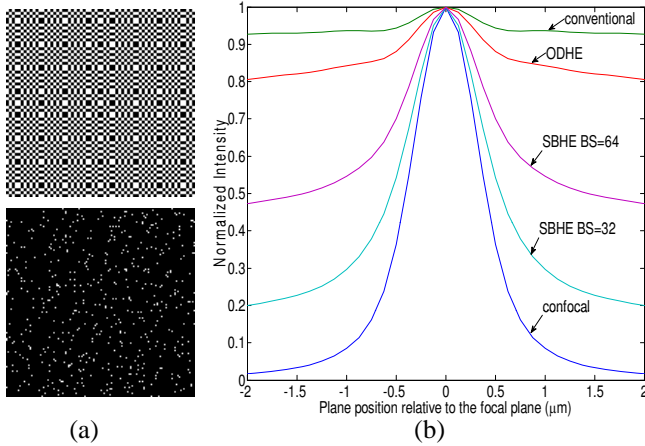 1
0.9
0.8
0.7
0.6
0.5
0.4
0.3
0.2
0.1
0
Normalized Intensity
conventional
ODHE
SBHE BS=64
SBHE BS=32
confocal
-2 -1.5 -1 -0.5 0 0.5 1 1.5 2
Plane position relative to the focal plane (μm)
(a) (b)